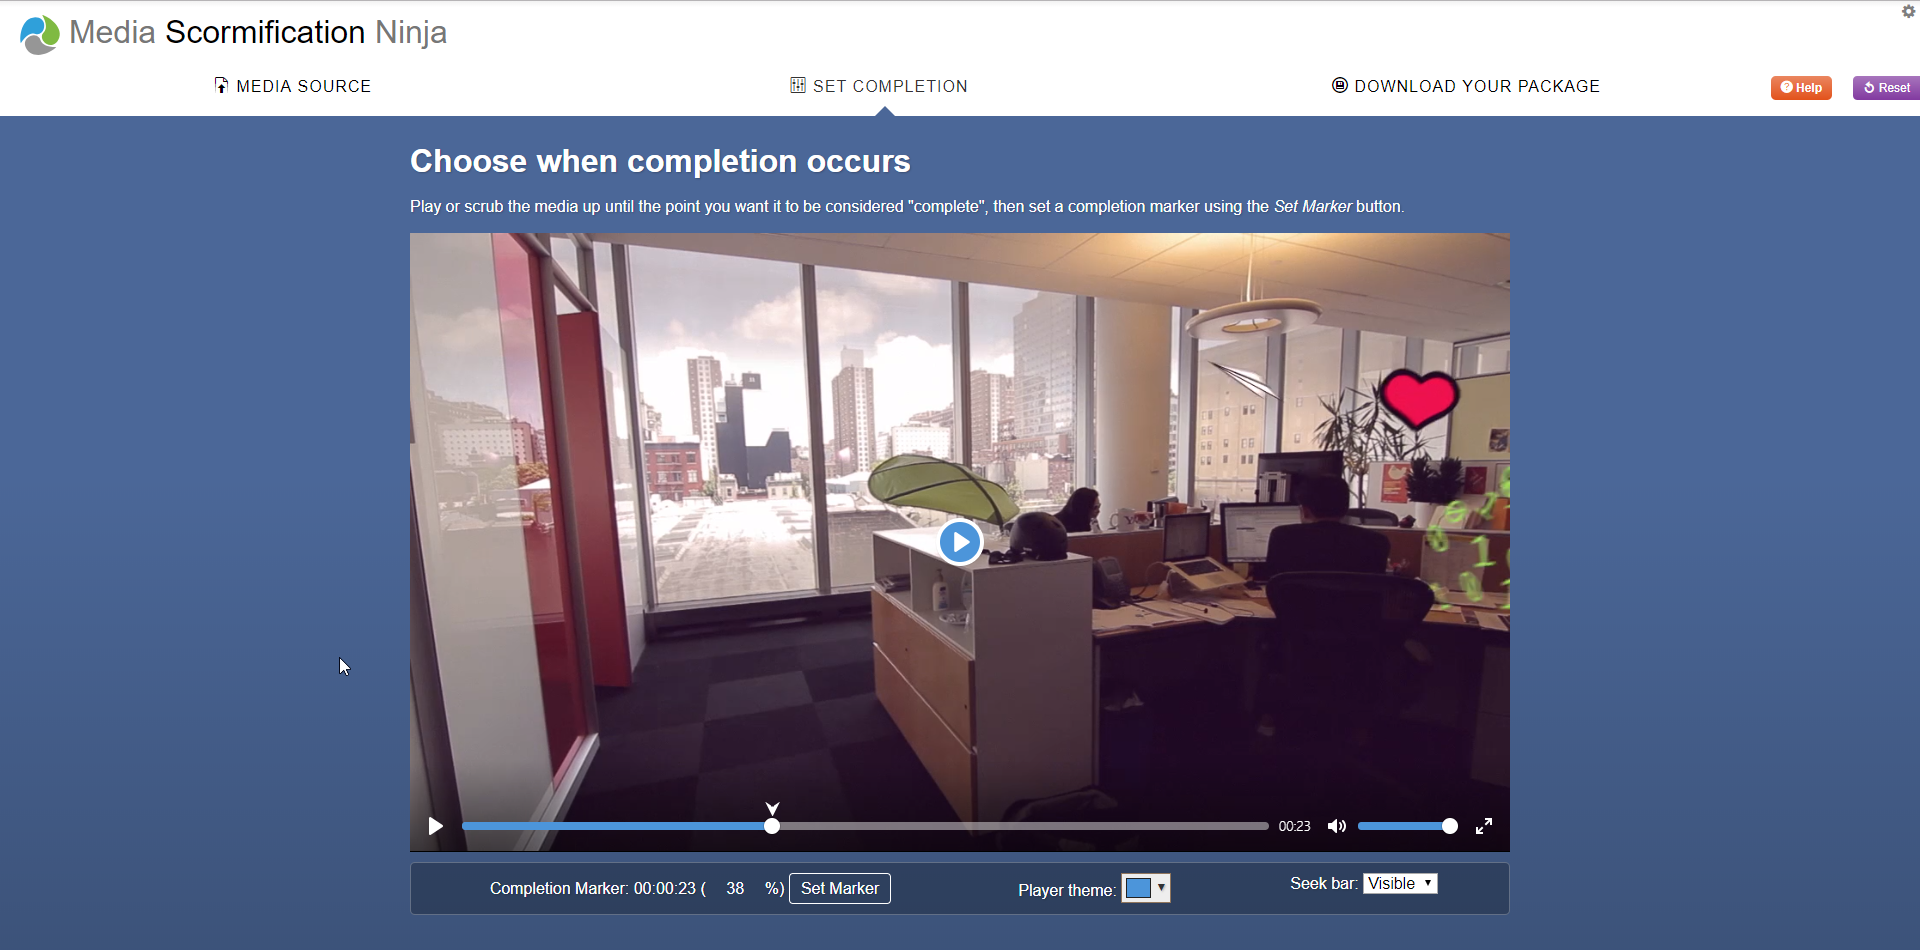 Media Scormification Ninja
MEDIA SOURCE
SET COMPLETION
DOWNLOAD YOUR PACKAGE
Help
Reset
Choose when completion occurs
Play or scrub the media up until the point you want it to be considered "complete", then set a completion marker using the Set Marker button.
00:23
Completion Marker: 00:00:23 ( 38 %) Set Marker
Player theme:
Seek bar: Visible